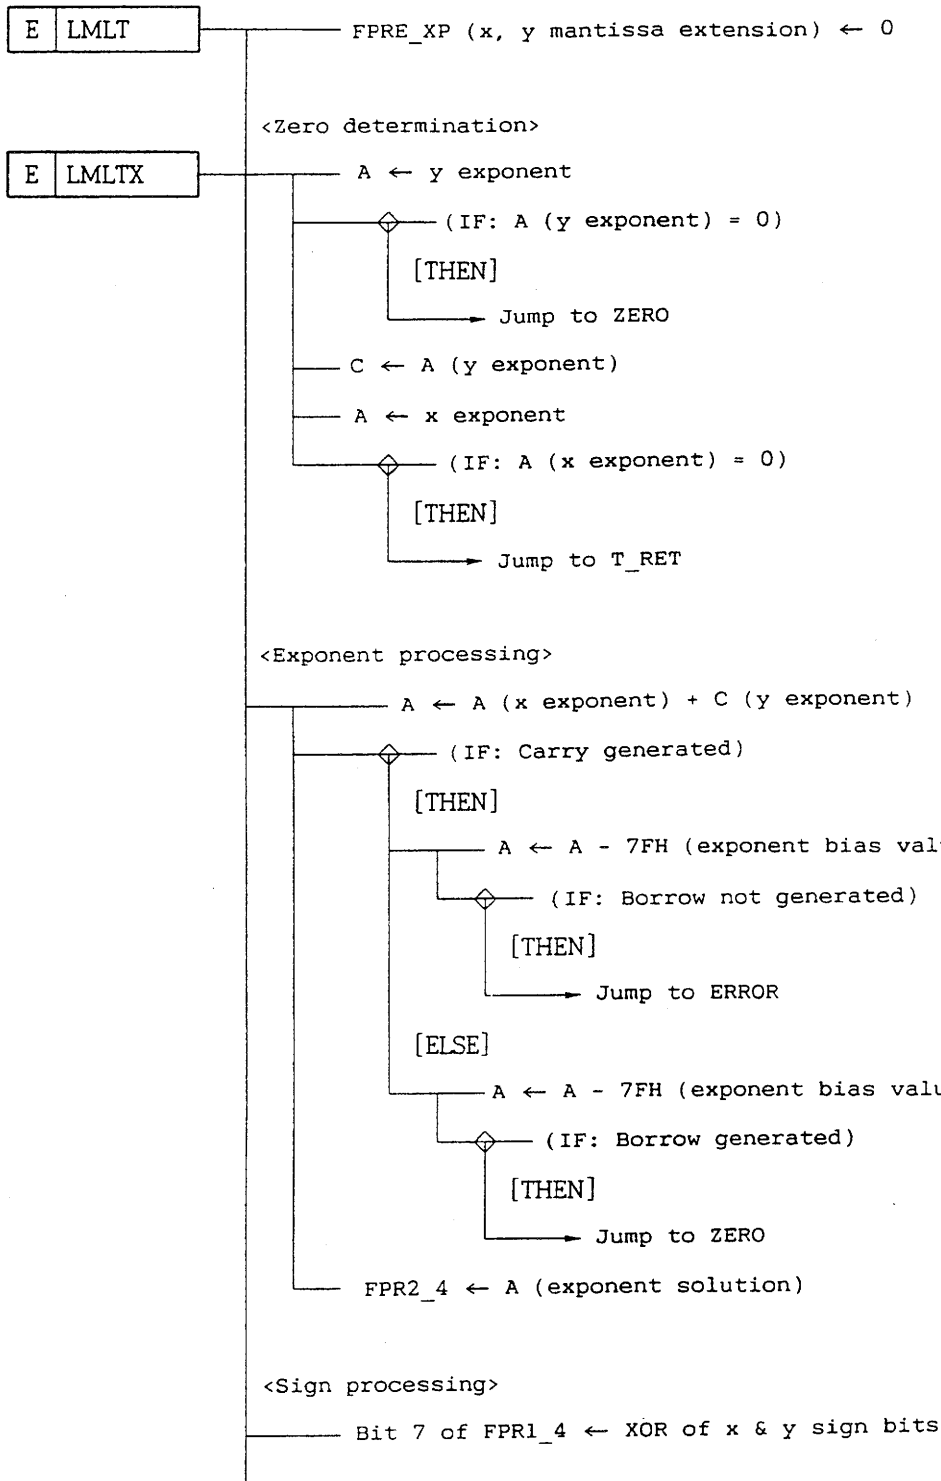 E LMLT FPRE_XP (x, y mantissa extension) ← 0
<Zero determination>
E LMLTX A ← y exponent
(IF: A (y exponent) = 0)
[THEN]
Jump to ZERO
C ← A (y exponent)
A ← x exponent
(IF: A (x exponent) = 0)
[THEN]
Jump to T_RET
<Exponent processing>
A ← A (x exponent) + C (y exponent)
(IF: Carry generated)
[THEN]
A ← A - 7FH (exponent bias val
(IF: Borrow not generated)
[THEN]
Jump to ERROR
[ELSE]
A ← A - 7FH (exponent bias valu
(IF: Borrow generated)
[THEN]
Jump to ZERO
FPR2_4 ← A (exponent solution)
<Sign processing>
Bit 7 of FPR1_4 ← XOR of x & y sign bits